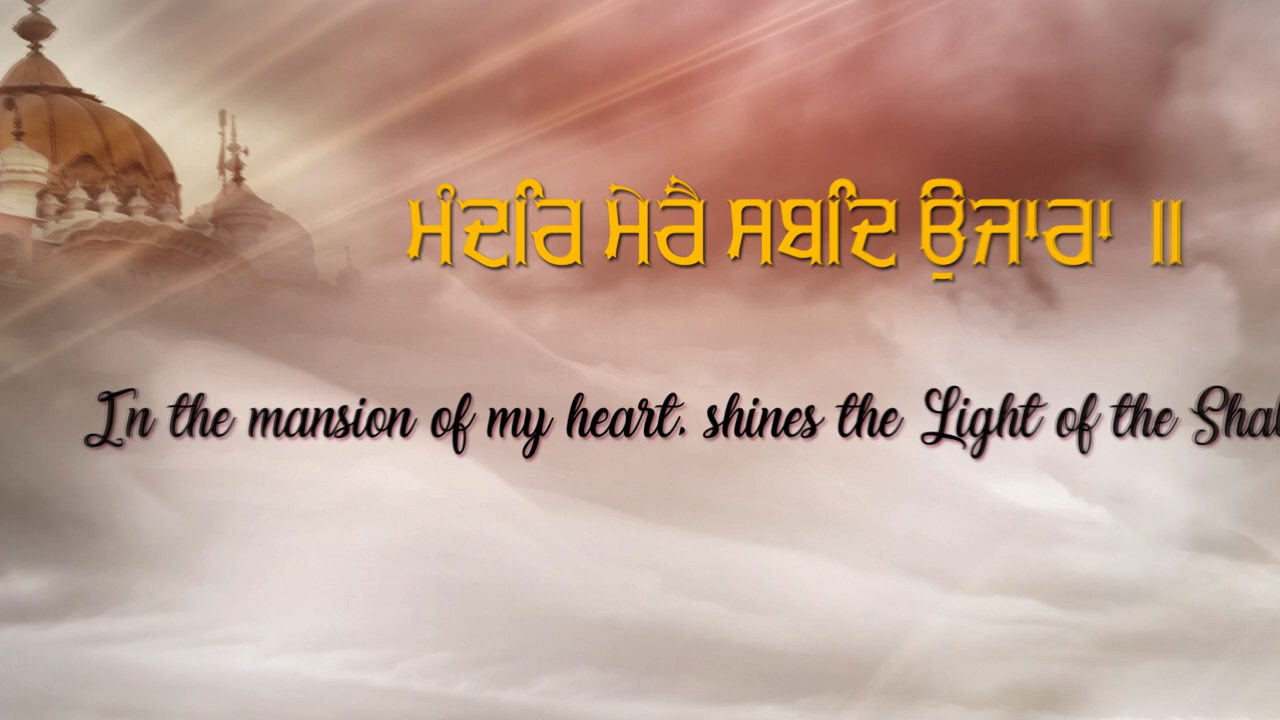 ਮੰਦਰਿ ਮੇਰੈ ਸਬਦਿ ਉਜਾਰਾ ॥
In the mansion of my heart, shines the Light of the